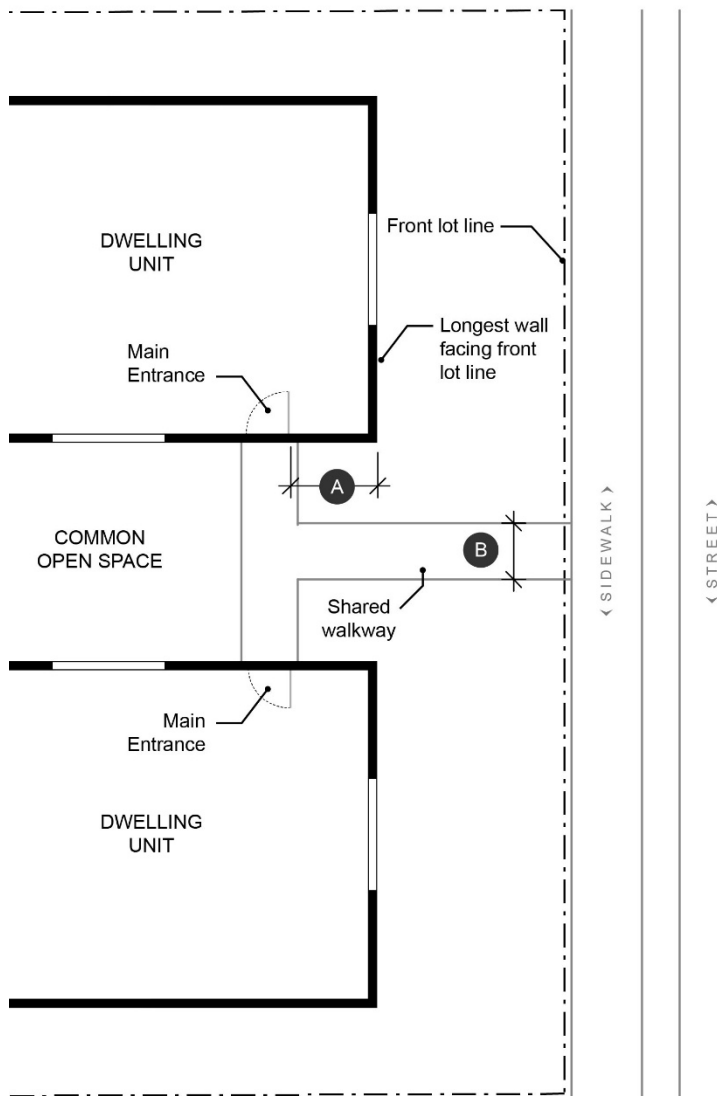 DWELLING
UNIT
Front lot line
Longest wall
facing front
lot line
Main
Entrance
A
COMMON
OPEN SPACE
B
< SIDEWALK >
< STREET >
Shared
walkway
Main
Entrance
DWELLING
UNIT